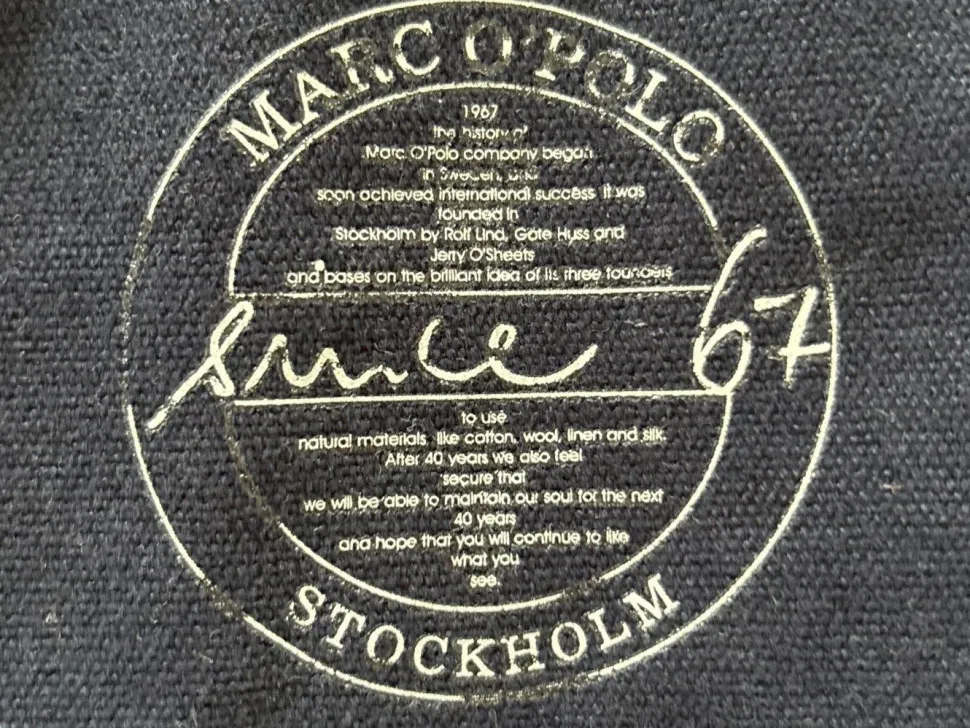 MARC O'POLO
1967
the history of
Marc O'Polo company began
in Sweden, and
soon achieved international success it was
founded in
Stockholm by Rolf Lind, Göte Huss and
Jerry O'Sheets
and bases on the brilliant idea of its three founders
since 67
to use
natural materials like cotton, wool, linen and silk.
After 40 years we also feel
secure that
we will be able to maintain our soul for the next
40 years
and hope that you will continue to like
what you
see.
STOCKHOLM